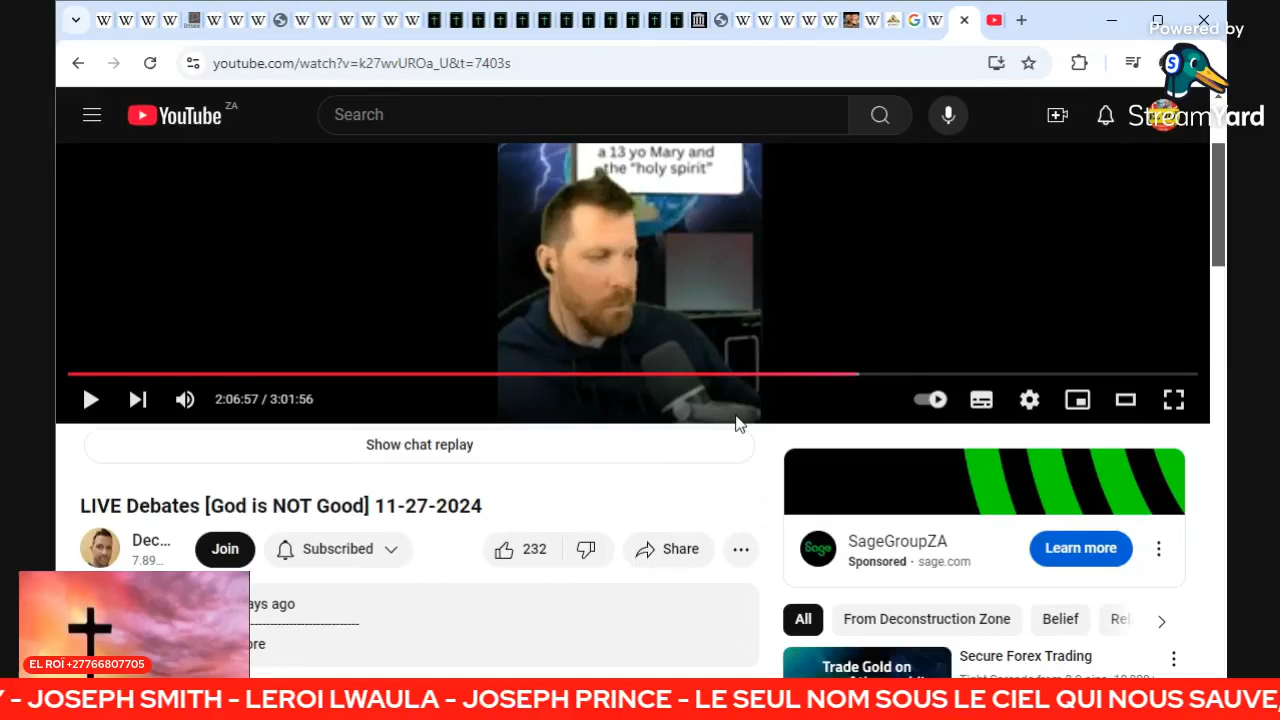 Powered by
StreamYard
youtube.com/watch?v=k27wvUROa_U&t=7403s
YouTube ZA
Search
a 13 yo Mary and
the “holy spirit”
2:06:57 / 3:01:56
Show chat replay
LIVE Debates [God is NOT Good] 11-27-2024
Dec...
7.89...
Join
Subscribed
232
Share
SageGroupZA
Sponsored · sage.com
Learn more
ays ago
ore
All
From Deconstruction Zone
Belief
Rel
Trade Gold on
Secure Forex Trading
EL ROÏ +27766807705
Y - JOSEPH SMITH - LEROI LWAULA - JOSEPH PRINCE - LE SEUL NOM SOUS LE CIEL QUI NOUS SAUVE,